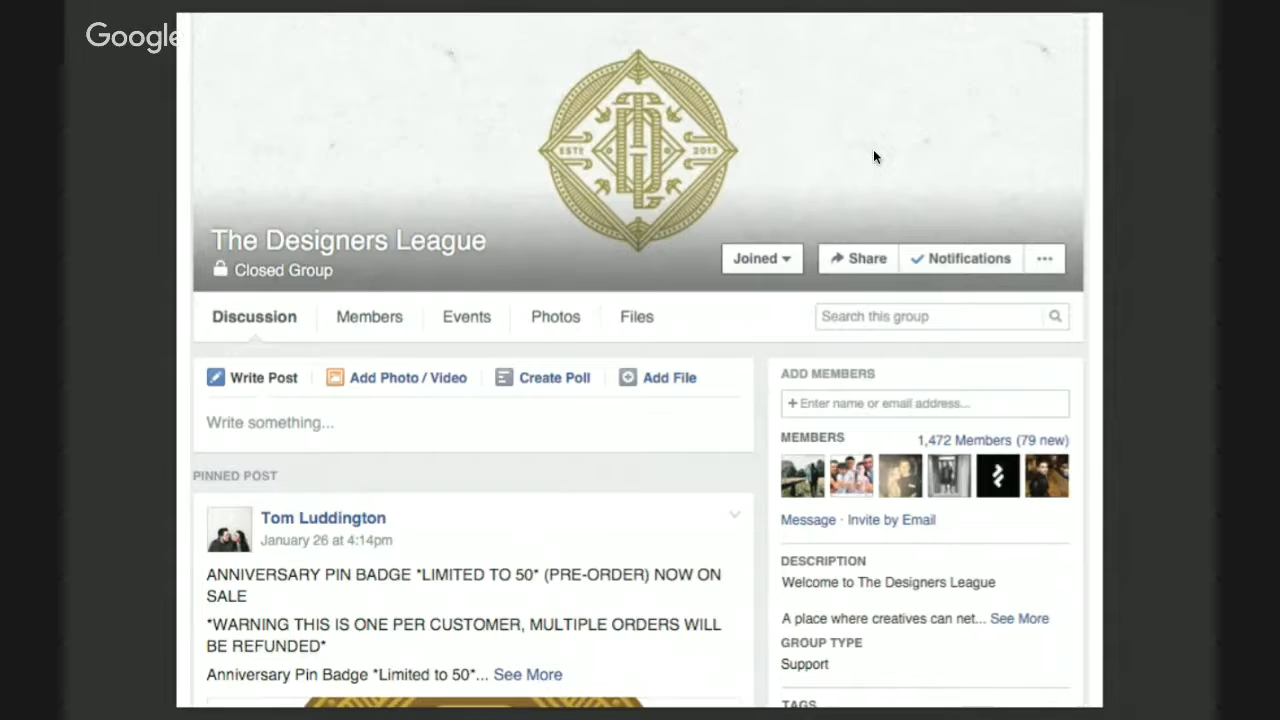 Google
ESTD 2015
The Designers League
Closed Group
Joined
Share
Notifications
Discussion
Members
Events
Photos
Files
Search this group
Write Post
Add Photo / Video
Create Poll
Add File
Write something...
PINNED POST
Tom Luddington
January 26 at 4:14pm
ANNIVERSARY PIN BADGE *LIMITED TO 50* (PRE-ORDER) NOW ON
SALE
*WARNING THIS IS ONE PER CUSTOMER, MULTIPLE ORDERS WILL
BE REFUNDED*
Anniversary Pin Badge *Limited to 50*... See More
ADD MEMBERS
+ Enter name or email address...
MEMBERS
1,472 Members (79 new)
Message · Invite by Email
DESCRIPTION
Welcome to The Designers League
A place where creatives can net... See More
GROUP TYPE
Support
TAGS